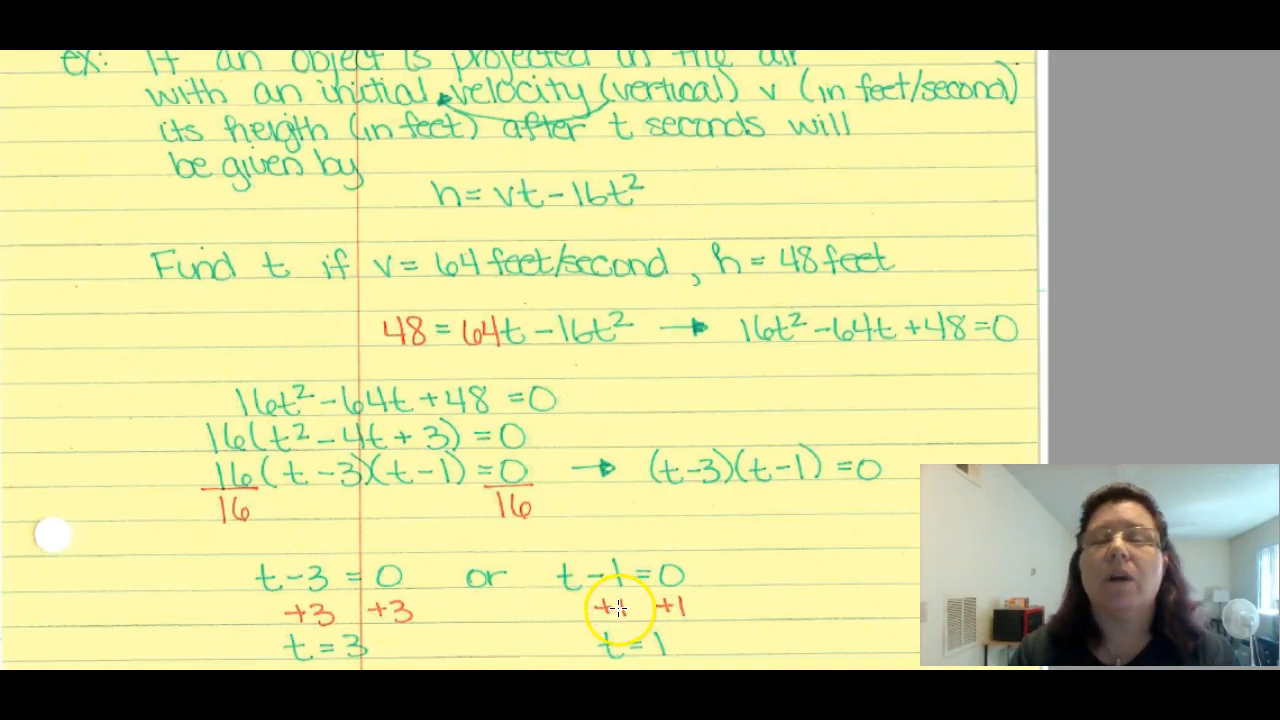 ex: If an object is projected in the air
with an initial velocity (vertical) v (in feet/second)
its heigth (in feet) after t seconds will
be given by
h = vt - 16t²
Find t if v = 64 feet/second, h = 48 feet
48 = 64t - 16t² → 16t² - 64t + 48 = 0
16t² - 64t + 48 = 0
16(t² - 4t + 3) = 0
16(t - 3)(t - 1) = 0 → (t - 3)(t - 1) = 0
16 16
t - 3 = 0 or t - 1 = 0
+3 +3 +1 +1
t = 3 t = 1